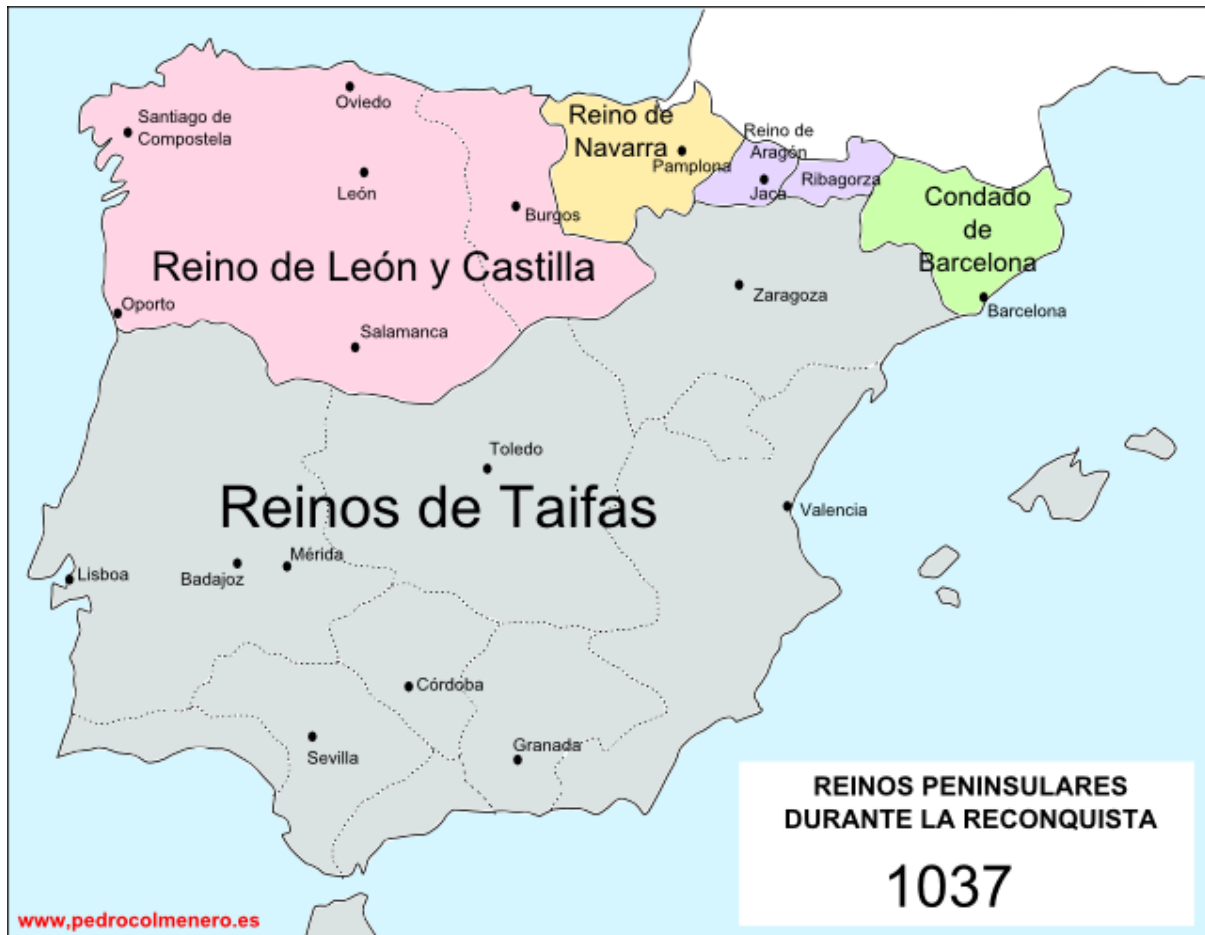 Oviedo
Santiago de
Compostela
León
Burgos
Reino de León y Castilla
Oporto
Salamanca
Reino de
Navarra
Pamplona
Reino de
Aragón
Jaca
Ribagorza
Condado
de
Barcelona
Barcelona
Zaragoza
Toledo
Reinos de Taifas
Valencia
Lisboa
Badajoz
Mérida
Córdoba
Sevilla
Granada
REINOS PENINSULARES
DURANTE LA RECONQUISTA
1037
www,pedrocolmenero.es